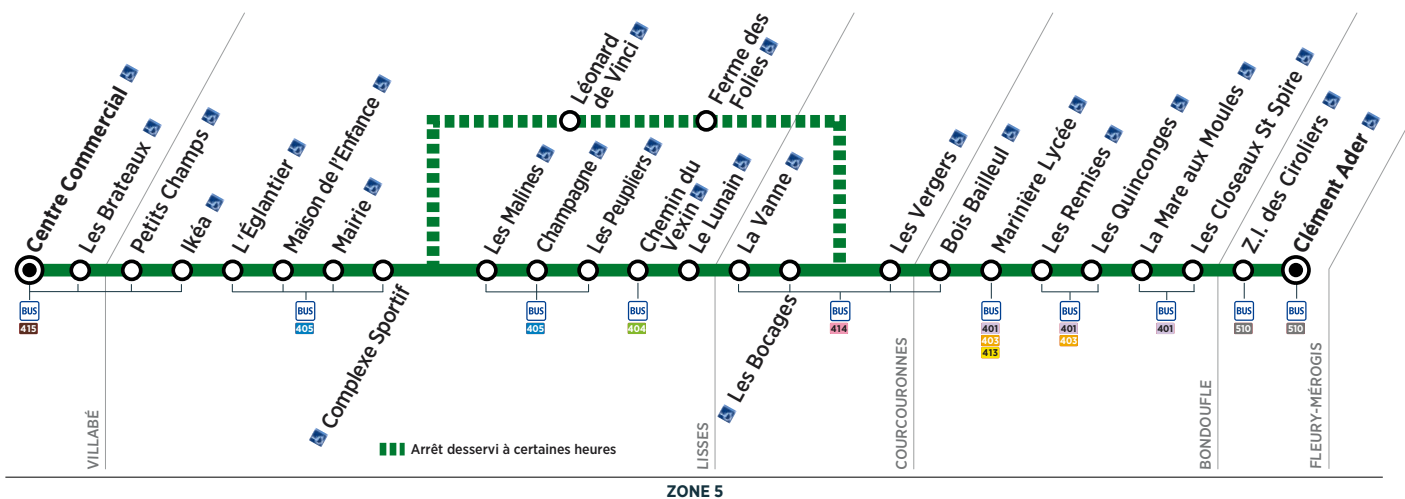 Centre Commercial
Les Brateaux
Petits Champs
Ikéa
L'Églantier
Maison de l'Enfance
Mairie
Complexe Sportif
Léonard
de Vinci
Ferme des
Folies
Les Malines
Champagne
Les Peupliers
Chemin du
Vexin
Le Lunain
La Vanne
Les Bocages
Les Vergers
Bois Bailleul
Marinière Lycée
Les Remises
Les Quinconges
La Mare aux Moules
Les Closeaux St Spire
Z.I. des Ciroliers
Clément Ader
BUS
415
BUS
405
BUS
405
BUS
404
BUS
414
BUS
401
403
413
BUS
401
403
BUS
401
BUS
510
BUS
510
VILLABÉ
LISSES
COURCOURONNES
BONDOUFLE
FLEURY-MÉROGIS
Arrêt desservi à certaines heures
ZONE 5